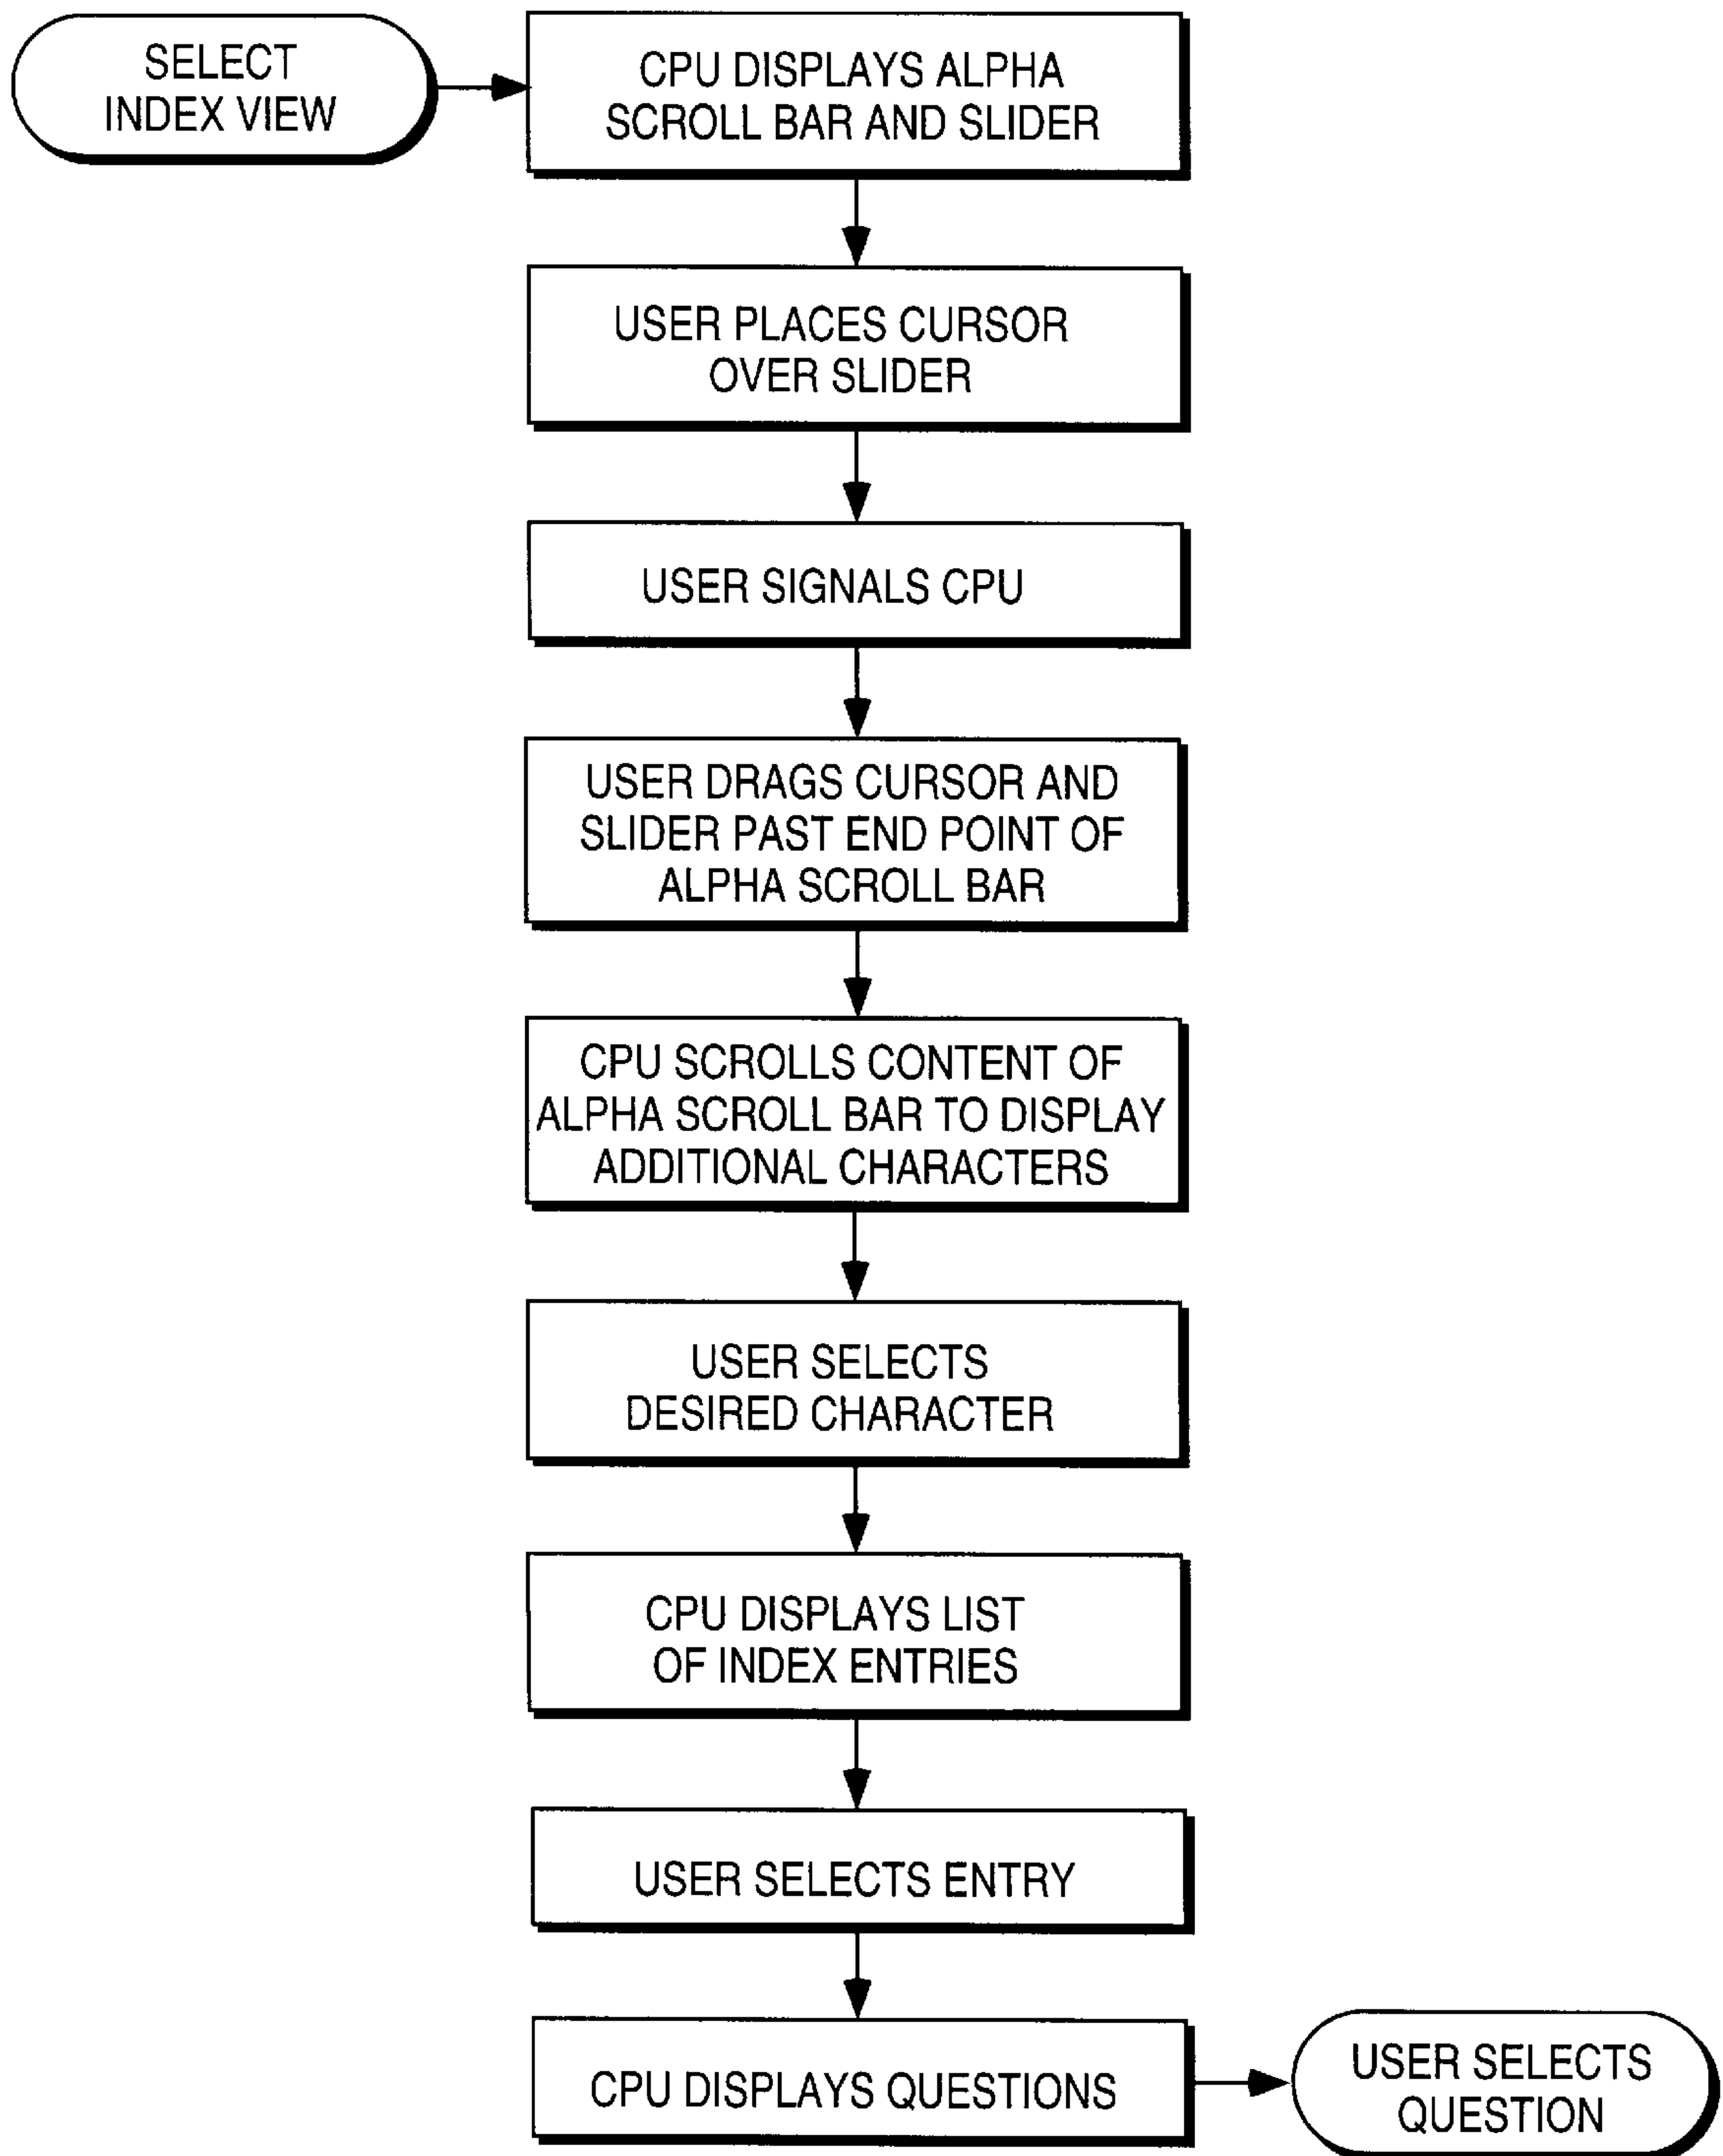 SELECT
INDEX VIEW
CPU DISPLAYS ALPHA
SCROLL BAR AND SLIDER
USER PLACES CURSOR
OVER SLIDER
USER SIGNALS CPU
USER DRAGS CURSOR AND
SLIDER PAST END POINT OF
ALPHA SCROLL BAR
CPU SCROLLS CONTENT OF
ALPHA SCROLL BAR TO DISPLAY
ADDITIONAL CHARACTERS
USER SELECTS
DESIRED CHARACTER
CPU DISPLAYS LIST
OF INDEX ENTRIES
USER SELECTS ENTRY
CPU DISPLAYS QUESTIONS
USER SELECTS
QUESTION